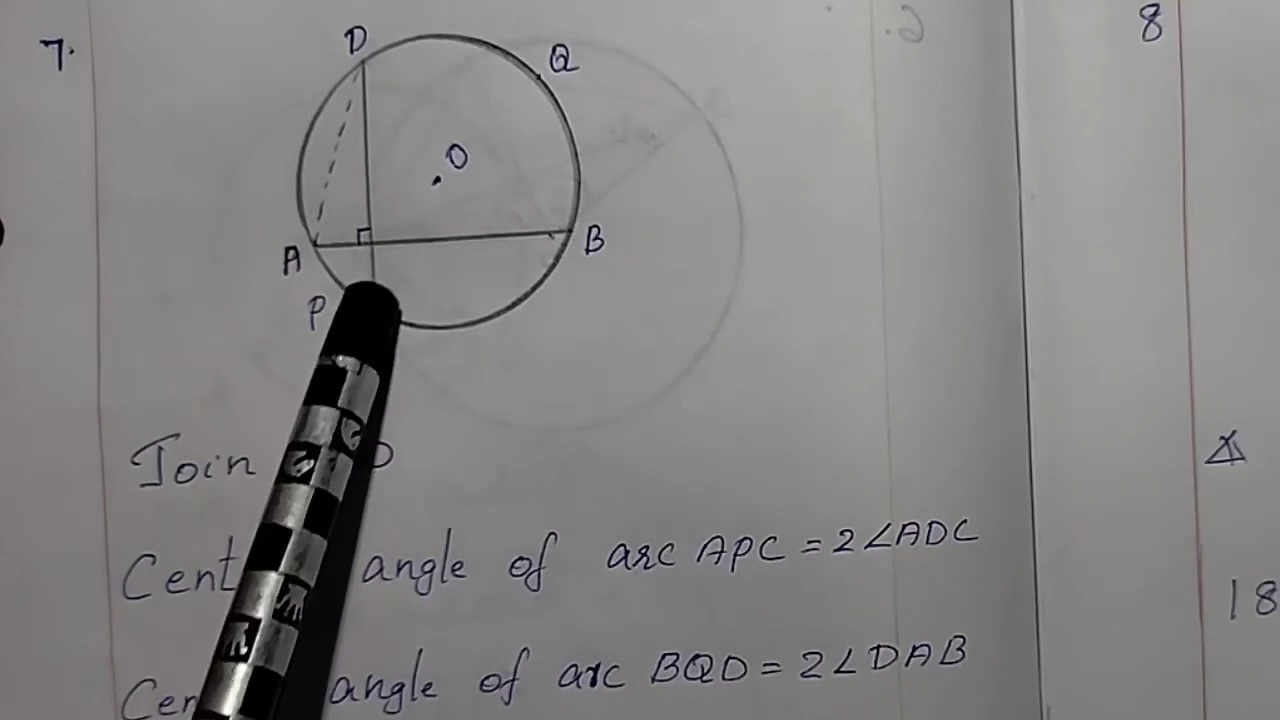 7.
D
Q
O
A
B
P
Join
angle of arc APC = 2∠ADC
angle of arc BQD = 2∠DAB
8
18